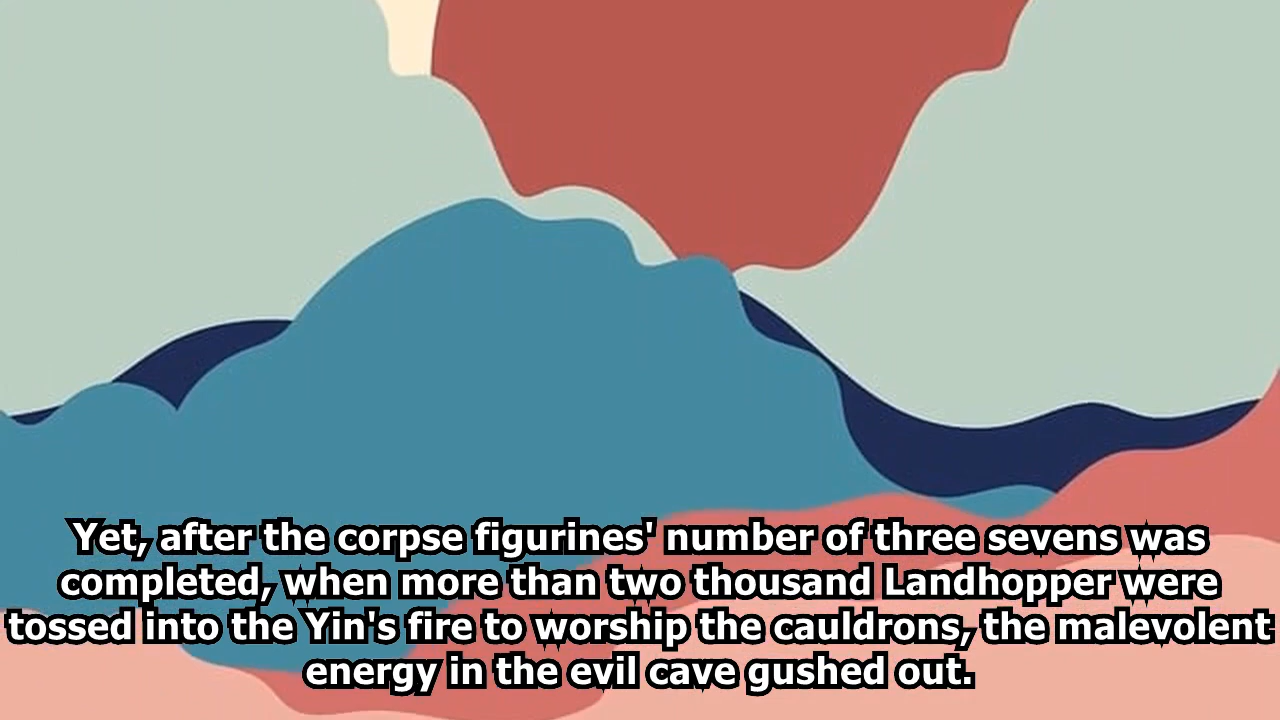 Yet, after the corpse figurines' number of three sevens was
completed, when more than two thousand Landhopper were
tossed into the Yin's fire to worship the cauldrons, the malevolent
energy in the evil cave gushed out.